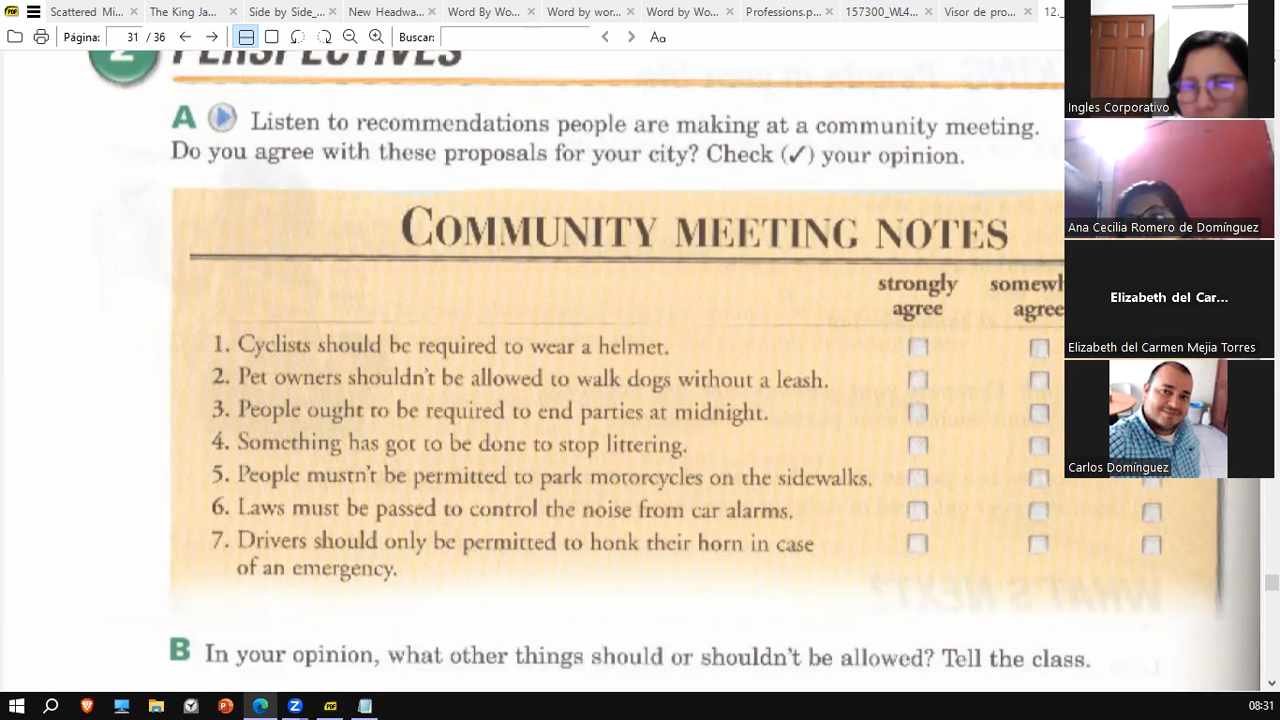 Scattered Mi...
The King Ja...
Side by Side_...
New Headwa...
Word By Wo...
Word by wor...
Word by Wo...
Professions.p...
157300_WL4...
Visor de pro...
12._
Página: 31 / 36
Buscar:
2 PERSPECTIVES
A Listen to recommendations people are making at a community meeting.
Do you agree with these proposals for your city? Check (✓) your opinion.
COMMUNITY MEETING NOTES
strongly agree
somewh agree
1. Cyclists should be required to wear a helmet.
2. Pet owners shouldn't be allowed to walk dogs without a leash.
3. People ought to be required to end parties at midnight.
4. Something has got to be done to stop littering.
5. People mustn't be permitted to park motorcycles on the sidewalks.
6. Laws must be passed to control the noise from car alarms.
7. Drivers should only be permitted to honk their horn in case
of an emergency.
B In your opinion, what other things should or shouldn't be allowed? Tell the class.
Ingles Corporativo
Ana Cecilia Romero de Domínguez
Elizabeth del Car...
Elizabeth del Carmen Mejia Torres
Carlos Domínguez
08:31